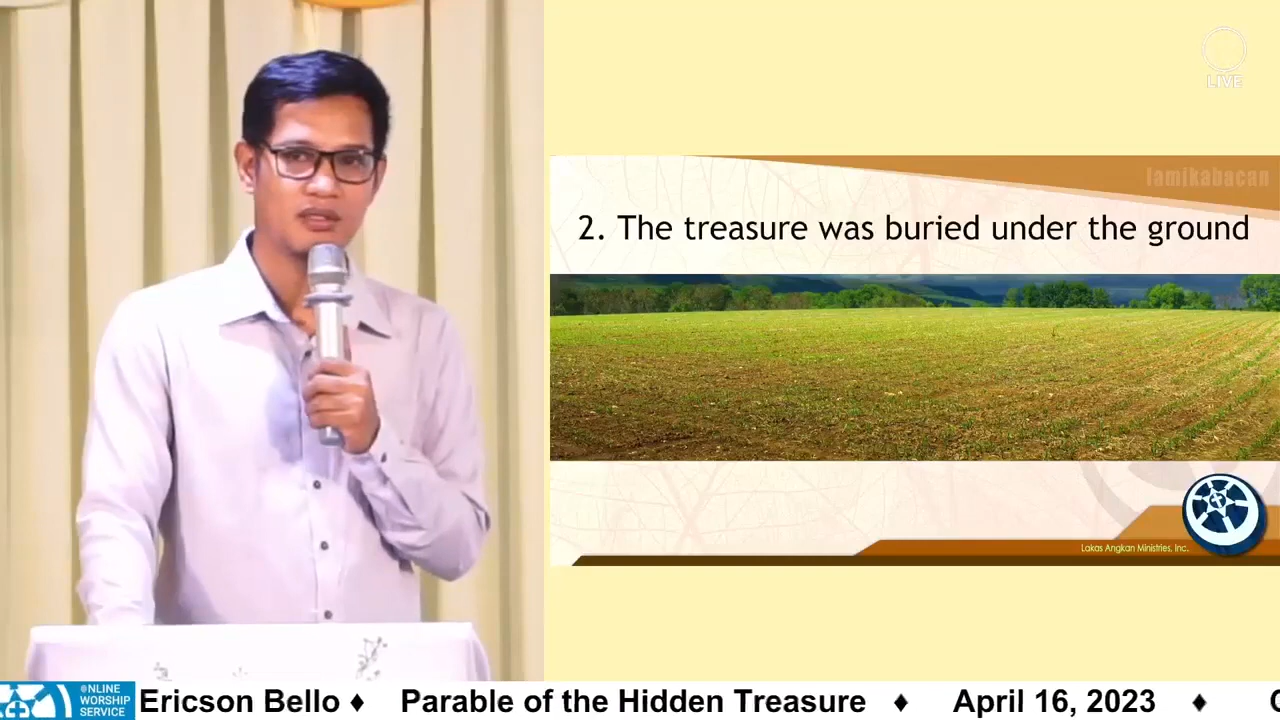 LIVE
lamikabacan
2. The treasure was buried under the ground
Lakas Angkan Ministries, Inc.
ONLINE
WORSHIP
SERVICE
Ericson Bello ♦ Parable of the Hidden Treasure ♦ April 16, 2023 ♦